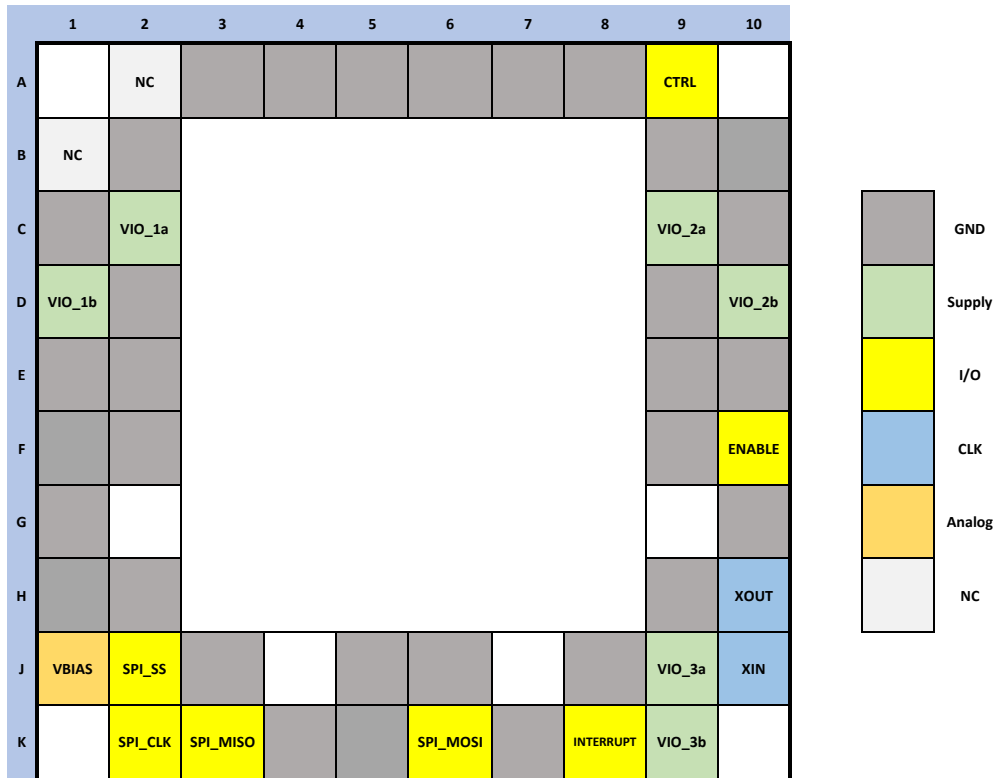 1 2 3 4 5 6 7 8 9 10
A NC CTRL
B NC
C VIO_1a VIO_2a GND
D VIO_1b VIO_2b Supply
E I/O
F ENABLE CLK
G Analog
H XOUT NC
J VBIAS SPI_SS VIO_3a XIN
K SPI_CLK SPI_MISO SPI_MOSI INTERRUPT VIO_3b